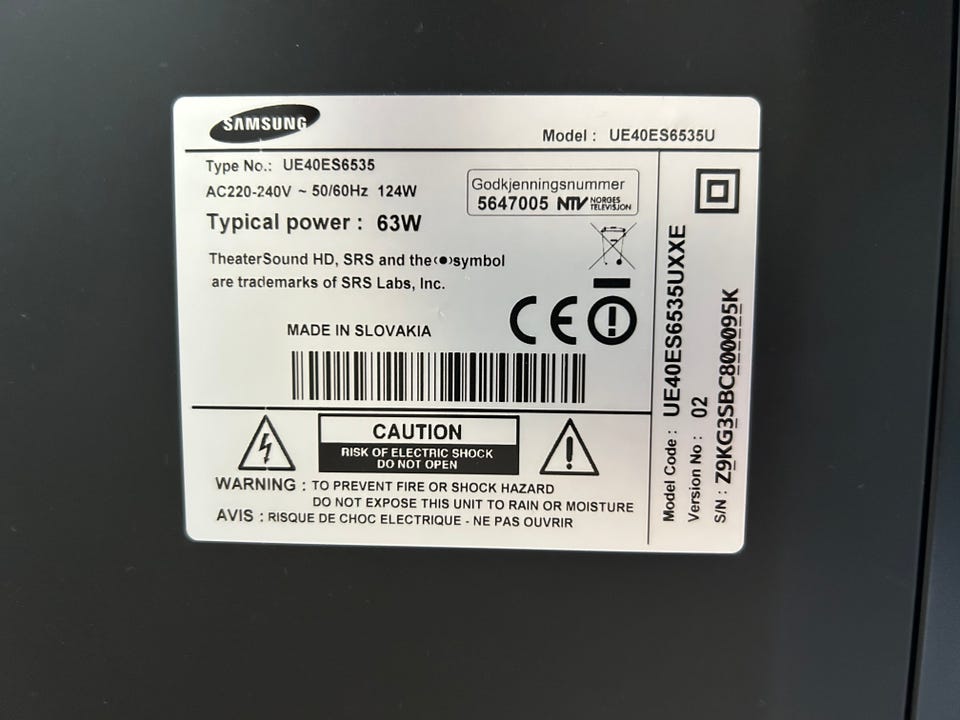 SAMSUNG
Model : UE40ES6535U
Type No.: UE40ES6535
AC220-240V ~ 50/60Hz 124W
Typical power : 63W
Godkjenningsnummer
5647005 NTV NORGES TELEVISJON
TheaterSound HD, SRS and the (●) symbol
are trademarks of SRS Labs, Inc.
MADE IN SLOVAKIA
CE
CAUTION
RISK OF ELECTRIC SHOCK
DO NOT OPEN
WARNING : TO PREVENT FIRE OR SHOCK HAZARD
DO NOT EXPOSE THIS UNIT TO RAIN OR MOISTURE
AVIS : RISQUE DE CHOC ELECTRIQUE - NE PAS OUVRIR
Model Code : UE40ES6535UXXE
Version No : 02
S/N : Z9KG3SBC800095K